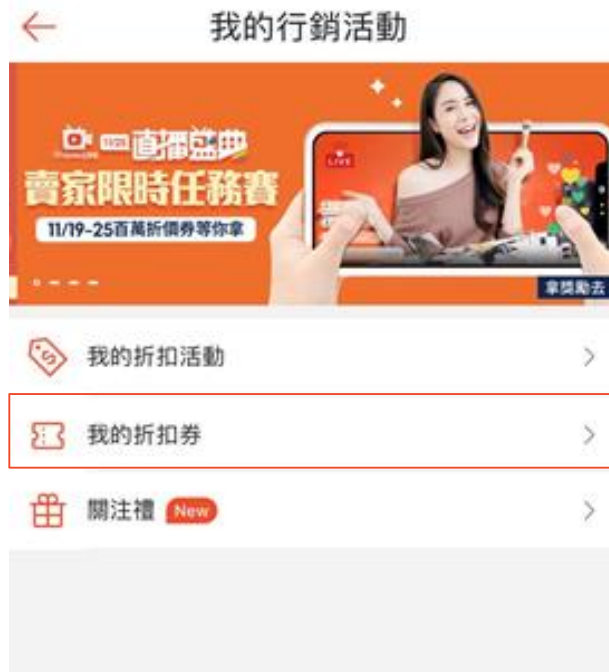 我的行銷活動
直播盛典
賣家限時任務賽
11/19-25百萬折價券等你拿
LIVE
拿獎勵去
我的折扣活動
我的折扣券
關注禮 New